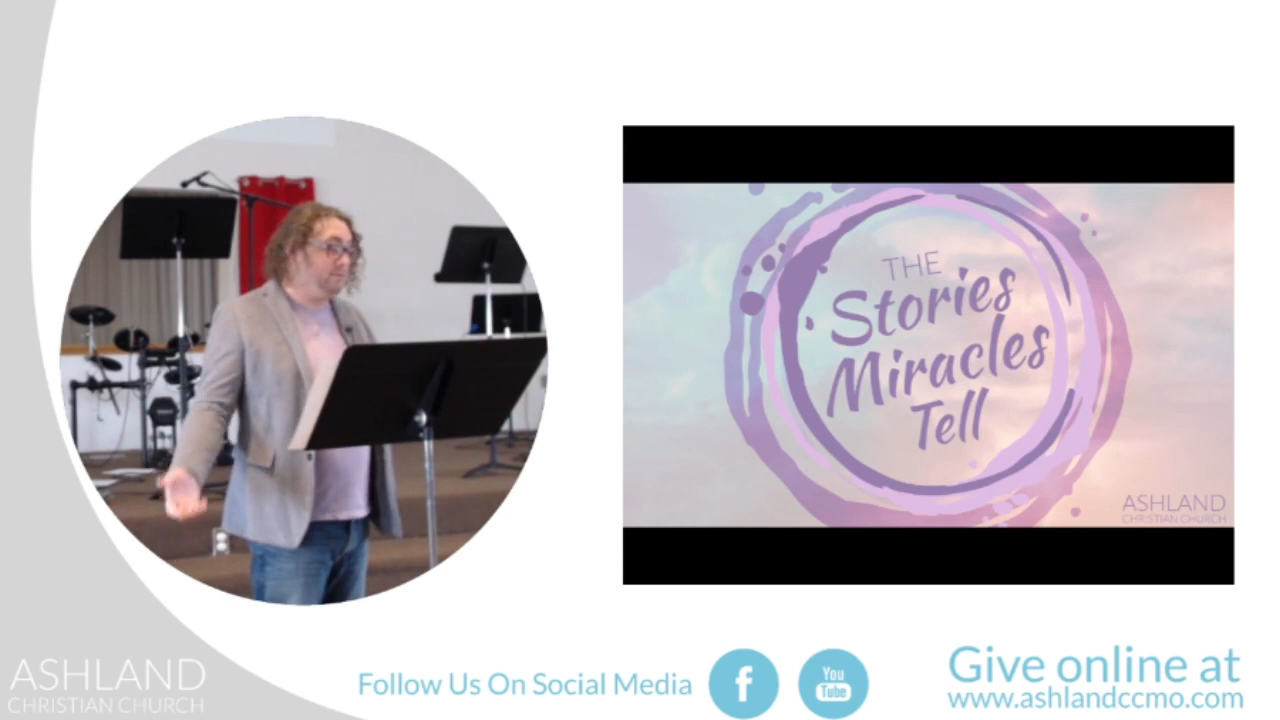 THE
Stories
Miracles
Tell
ASHLAND
CHRISTIAN CHURCH
ASHLAND
CHRISTIAN CHURCH
Follow Us On Social Media
f
You
Tube
Give online at
www.ashlandccmo.com